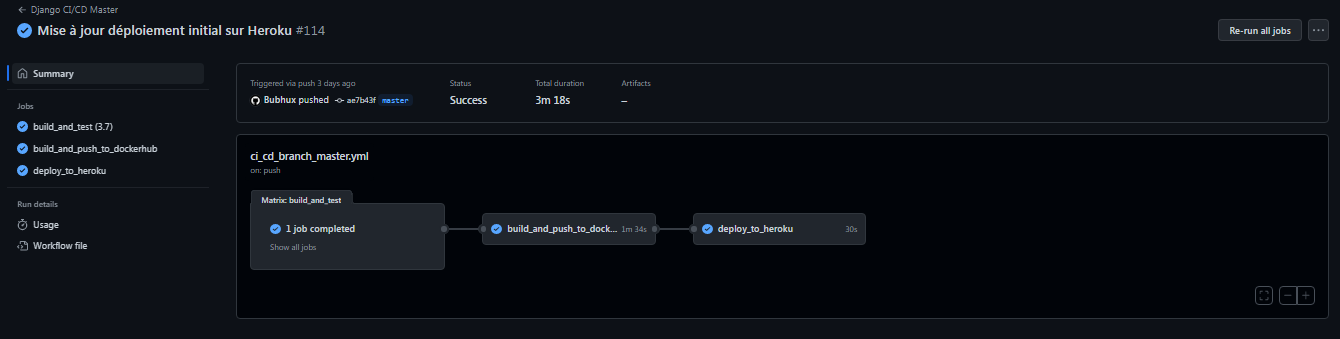 ← Django CI/CD Master
Mise à jour déploiement initial sur Heroku #114
Re-run all jobs
...
Summary
Jobs
build_and_test (3.7)
build_and_push_to_dockerhub
deploy_to_heroku
Run details
Usage
Workflow file
Triggered via push 3 days ago
Bubhux pushed ae7b43f master
Status
Success
Total duration
3m 18s
Artifacts
–
ci_cd_branch_master.yml
on: push
Matrix: build_and_test
1 job completed
Show all jobs
build_and_push_to_dock... 1m 34s
deploy_to_heroku 30s